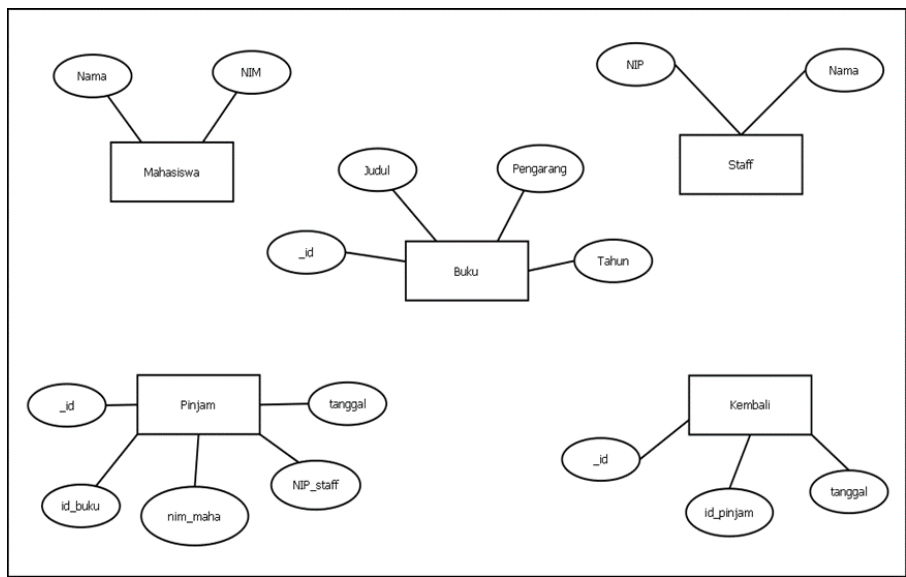 Nama
NIM
Mahasiswa
NIP
Nama
Staff
Judul
Pengarang
_id
Buku
Tahun
_id
Pinjam
tanggal
id_buku
nim_maha
NIP_staff
Kembali
_id
id_pinjam
tanggal